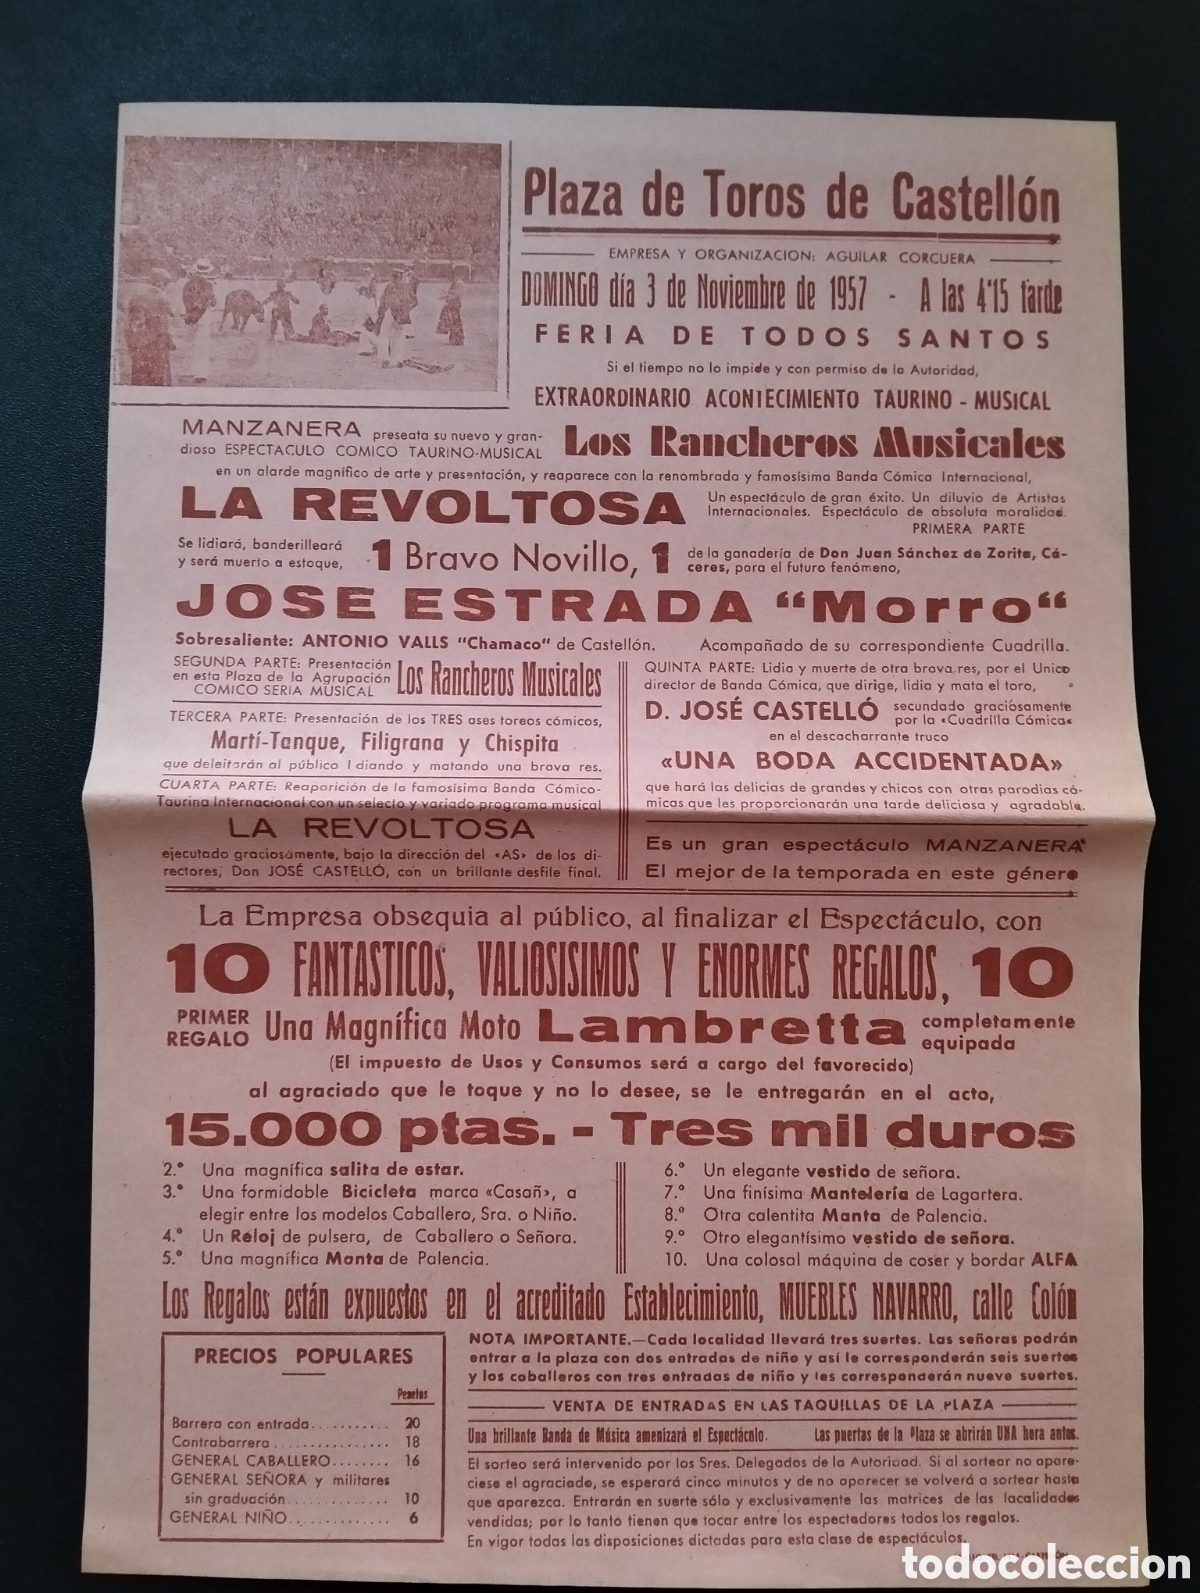 Plaza de Toros de Castellón
EMPRESA Y ORGANIZACION: AGUILAR CORCUERA
DOMINGO día 3 de Noviembre de 1957 - A las 4'15 tarde
FERIA DE TODOS SANTOS
Si el tiempo no lo impide y con permiso de la Autoridad,
EXTRAORDINARIO ACONTECIMIENTO TAURINO - MUSICAL
MANZANERA preseata su nuevo y gran-
dioso ESPECTACULO COMICO TAURINO-MUSICAL
Los Rancheros Musicales
en un alarde magnífico de arte y presentación, y reaparece con la renombrada y famosísima Banda Cómica Internacional,
LA REVOLTOSA
Un espectáculo de gran éxito. Un diluvio de Artistas
Internacionales. Espectáculo de absoluta moralidad.
PRIMERA PARTE
Se lidiará, banderilleará
y será muerto a estoque,
1 Bravo Novillo, 1
de la ganadería de Don Juan Sánchez de Zorita, Cá-
ceres, para el futuro fenómeno,
JOSE ESTRADA "Morro"
Sobresaliente: ANTONIO VALLS "Chamaco" de Castellón. Acompañado de su correspondiente Cuadrilla.
SEGUNDA PARTE: Presentación
en esta Plaza de la Agrupación
COMICO SERIA MUSICAL
Los Rancheros Musicales
TERCERA PARTE: Presentación de los TRES ases toreos cómicos,
Martí-Tanque, Filigrana y Chispita
que deleitarán al público l diando y matando una brava res.
CUARTA PARTE: Reaparición de la famosísima Banda Cómico-
Taurina Internacional con un selecto y variado programa musical
LA REVOLTOSA
ejecutado graciosamente, bajo la dirección del «AS» de los di-
rectores, Don JOSÉ CASTELLÓ, con un brillante desfile final.
QUINTA PARTE: Lidia y muerte de otra brava res, por el Unico
director de Banda Cómica, que dirige, lidia y mata el toro,
D. JOSÉ CASTELLÓ secundado graciósamente
por la «Cuadrilla Cómica«
en el descacharrante truco
«UNA BODA ACCIDENTADA»
que hará las delicias de grandes y chicos con otras parodias có-
micas que les proporcionarán una tarde deliciosa y agradable.
Es un gran espectáculo MANZANERA
El mejor de la temporada en este género
La Empresa obsequia al público, al finalizar el Espectáculo, con
10 FANTASTICOS, VALIOSISIMOS Y ENORMES REGALOS, 10
PRIMER
REGALO
Una Magnífica Moto Lambretta
completamente
equipada
(El impuesto de Usos y Consumos será a cargo del favorecido)
al agraciado que le toque y no lo desee, se le entregarán en el acto,
15.000 ptas. - Tres mil duros
2.º Una magnífica salita de estar.
3.º Una formidable Bicicleta marca «Casañ», a
elegir entre los modelos Caballero, Sra. o Niño.
4.º Un Reloj de pulsera, de Caballero o Señora.
5.º Una magnífica Manta de Palencia.
6.º Un elegante vestido de señora.
7.º Una finísima Mantelería de Lagartera.
8.º Otra calentita Manta de Palencia.
9.º Otro elegantísimo vestido de señora.
10. Una colosal máquina de coser y bordar ALFA
Los Regalos están expuestos en el acreditado Establecimiento, MUEBLES NAVARRO, calle Colón
PRECIOS POPULARES
Pesetas
Barrera con entrada........... 20
Contrabarrera................ 18
GENERAL CABALLERO........ 16
GENERAL SEÑORA y militares
sin graduación.............. 10
GENERAL NIÑO.............. 6
NOTA IMPORTANTE.—Cada localidad llevará tres suertes. Las señoras podrán
entrar a la plaza con dos entradas de niño y así le corresponderán seis suertes
y los caballeros con tres entradas de niño y les corresponderán nueve suertes.
VENTA DE ENTRADAS EN LAS TAQUILLAS DE LA PLAZA
Una brillante Banda de Música amenizará el Espectáculo. Las puertas de la Plaza se abrirán UNA hora antes.
El sorteo será intervenido por los Sres. Delegados de la Autoridad. Si al sortear no apare-
ciese el agraciado, se esperará cinco minutos y de no aparecer se volverá a sortear hasta
que aparezca. Entrarán en suerte sólo y exclusivamente las matrices de las lacalidades
vendidas; por lo tanto tienen que tocar entre los espectadores todos los regalos.
En vigor todas las disposiciones dictadas para esta clase de espectáculos.
todocoleccion